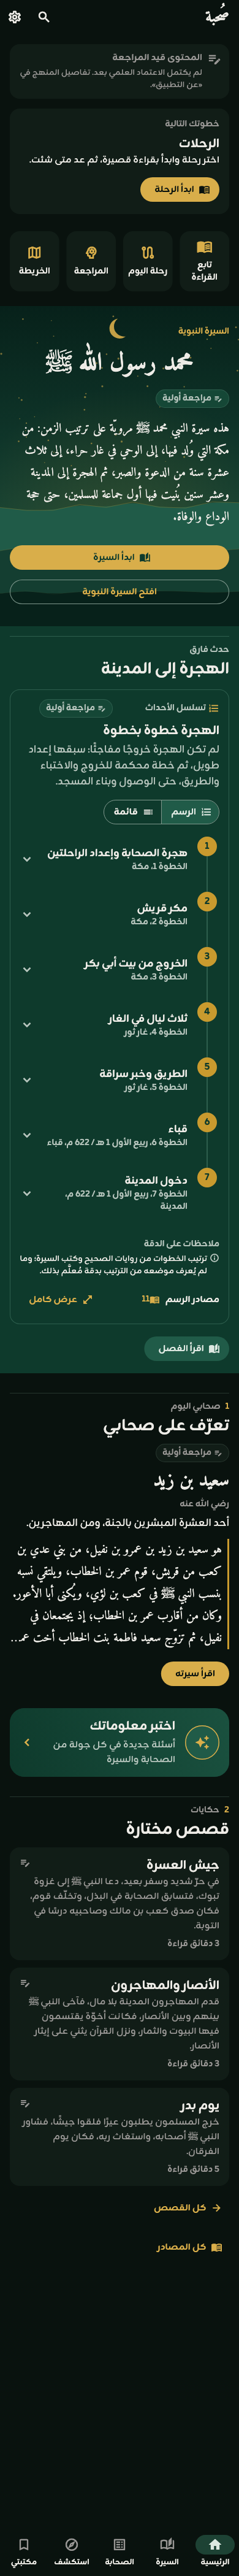 صُحبة
المحتوى قيد المراجعة
لم يكتمل الاعتماد العلمي بعد. تفاصيل المنهج في
«عن التطبيق».
خطوتك التالية
الرحلات
اختر رحلة وابدأ بقراءة قصيرة، ثم عد متى شئت.
ابدأ الرحلة
تابع
القراءة
رحلة اليوم
المراجعة
الخريطة
السيرة النبوية
محمد رسول الله ﷺ
مراجعة أولية
هذه سيرة النبي محمد ﷺ مرويّة على ترتيب الزمن: من
مكة التي وُلد فيها، إلى الوحي في غار حراء، إلى ثلاث
عشرة سنة من الدعوة والصبر، ثم الهجرة إلى المدينة
وعشر سنين بُنيت فيها أول جماعة للمسلمين، حتى حجة
الوداع والوفاة.
ابدأ السيرة
افتح السيرة النبوية
حدث فارق
الهجرة إلى المدينة
تسلسل الأحداث
مراجعة أولية
الهجرة خطوة بخطوة
لم تكن الهجرة خروجًا مفاجئًا؛ سبقها إعداد
طويل، ثم خطة محكمة للخروج والاختباء
والطريق، حتى الوصول وبناء المسجد.
الرسم
قائمة
1
هجرة الصحابة وإعداد الراحلتين
الخطوة 1، مكة
2
مكر قريش
الخطوة 2، مكة
3
الخروج من بيت أبي بكر
الخطوة 3، مكة
4
ثلاث ليال في الغار
الخطوة 4، غار ثور
5
الطريق وخبر سراقة
الخطوة 5، غار ثور
6
قباء
الخطوة 6، ربيع الأول 1 هـ / 622 م، قباء
7
دخول المدينة
الخطوة 7، ربيع الأول 1 هـ / 622 م،
المدينة
ملاحظات على الدقة
ترتيب الخطوات من روايات الصحيح وكتب السيرة؛ وما
لم يُعرف موضعه من الترتيب بدقة مُعلَّم بذلك.
مصادر الرسم
11
عرض كامل
اقرأ الفصل
1 صحابي اليوم
تعرّف على صحابي
مراجعة أولية
سعيد بن زيد
رضي الله عنه
أحد العشرة المبشرين بالجنة، ومن المهاجرين.
هو سعيد بن زيد بن عمرو بن نفيل، من بني عدي بن
كعب من قريش، قوم عمر بن الخطاب، ويلتقي نسبه
بنسب النبي ﷺ في كعب بن لؤي، ويُكنى أبا الأعور.
وكان من أقارب عمر بن الخطاب؛ إذ يجتمعان في
نفيل، ثم تزوّج سعيد فاطمة بنت الخطاب أخت عمـ...
اقرأ سيرته
اختبر معلوماتك
أسئلة جديدة في كل جولة من
الصحابة والسيرة
2 حكايات
قصص مختارة
جيش العسرة
في حرّ شديد وسفر بعيد، دعا النبي ﷺ إلى غزوة
تبوك، فتسابق الصحابة في البذل، وتخلّف قوم،
فكان صدق كعب بن مالك وصاحبيه درسًا في
التوبة.
3 دقائق قراءة
الأنصار والمهاجرون
قدم المهاجرون المدينة بلا مال، فآخى النبي ﷺ
بينهم وبين الأنصار، فكانت أخوّة يقتسمون
فيها البيوت والثمار، ونزل القرآن يثني على إيثار
الأنصار.
3 دقائق قراءة
يوم بدر
خرج المسلمون يطلبون عيرًا فلقوا جيشًا، فشاور
النبي ﷺ أصحابه، واستغاث ربه، فكان يوم
الفرقان.
5 دقائق قراءة
كل القصص
كل المصادر
الرئيسية
السيرة
الصحابة
استكشف
مكتبتي